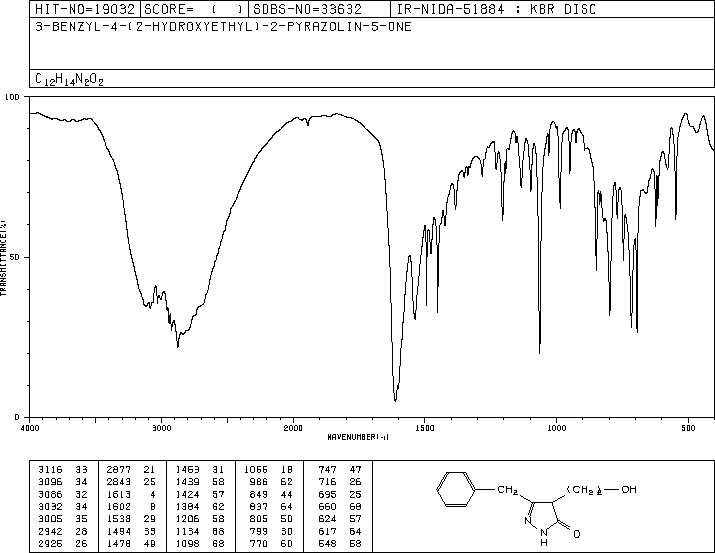 HIT-NO=19032 SCORE= ( ) SDBS-NO=33632 IR-NIDA-51884 : KBR DISC
3-BENZYL-4-(2-HYDROXYETHYL)-2-PYRAZOLIN-5-ONE
C12H14N2O2
100
50
0
TRANSMITTANCE(%)
4000 3000 2000 1500 1000 500
WAVENUMBER(-1)
3116 33 2877 21 1453 31 1066 18 747 47
3096 34 2843 25 1439 58 986 62 716 26
3086 32 1613 4 1424 57 849 44 695 25
3032 34 1602 8 1384 62 837 64 660 68
3005 35 1538 29 1206 58 805 50 624 57
2942 28 1494 35 1134 68 799 30 617 64
2925 26 1478 49 1098 68 770 60 548 58
CH2 (CH2)2 OH
N
N
H
O